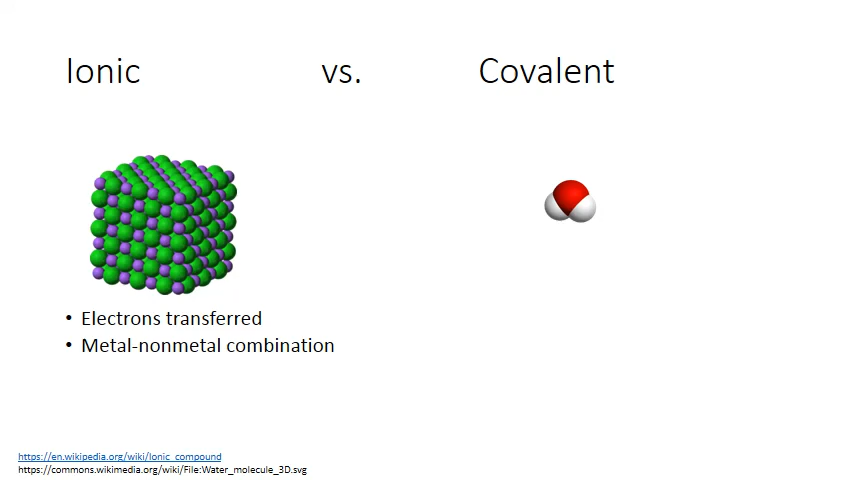 Ionic vs. Covalent
• Electrons transferred
• Metal-nonmetal combination
https://en.wikipedia.org/wiki/Ionic_compound
https://commons.wikimedia.org/wiki/File:Water_molecule_3D.svg